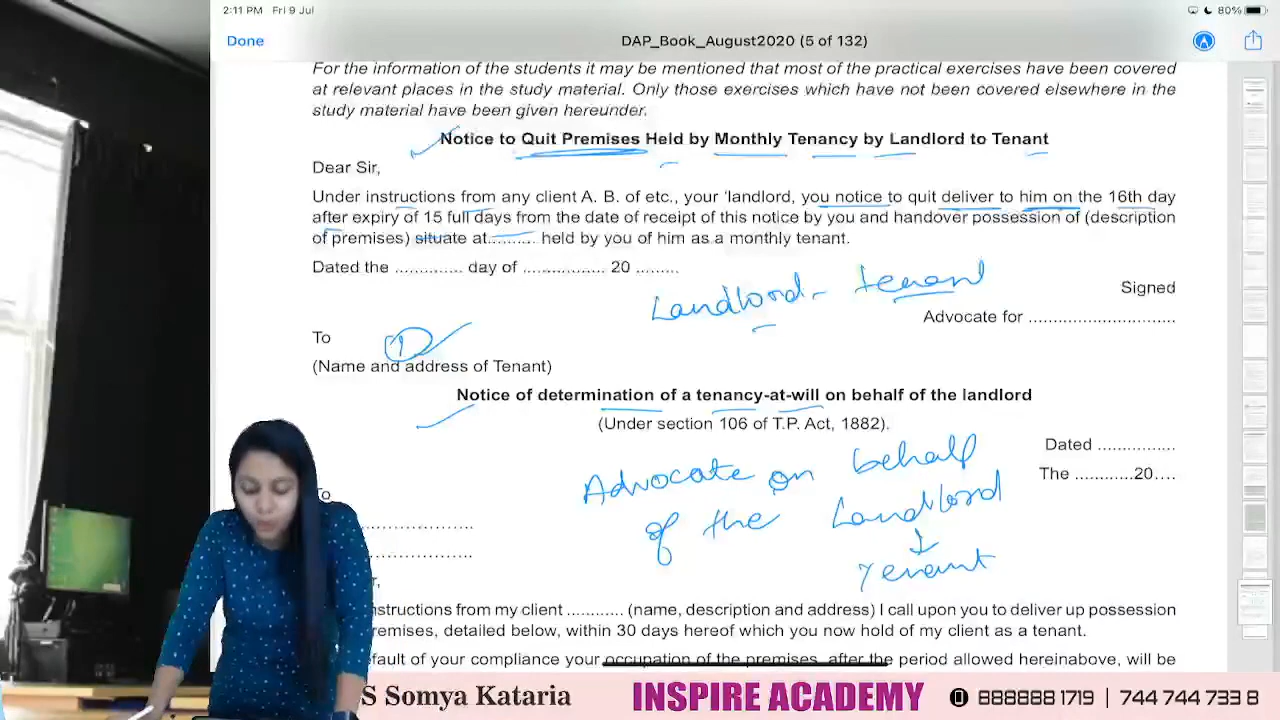 2:11 PM Fri 9 Jul
80%
Done
DAP_Book_August2020 (5 of 132)
For the information of the students it may be mentioned that most of the practical exercises have been covered
at relevant places in the study material. Only those exercises which have not been covered elsewhere in the
study material have been given hereunder.
Notice to Quit Premises Held by Monthly Tenancy by Landlord to Tenant
Dear Sir,
Under instructions from any client A. B. of etc., your 'landlord, you notice to quit deliver to him on the 16th day
after expiry of 15 full days from the date of receipt of this notice by you and handover possession of (description
of premises) situate at.......... held by you of him as a monthly tenant.
Dated the .............. day of ................. 20 .........
Landlord - tenant
Signed
Advocate for .............................
To
1
(Name and address of Tenant)
Notice of determination of a tenancy-at-will on behalf of the landlord
(Under section 106 of T.P. Act, 1882).
Dated ...............
The ...........20....
Advocate on behalf
of the Landlord
Tenant
To
nstructions from my client ............ (name, description and address) I call upon you to deliver up possession
remises, detailed below, within 30 days hereof which you now hold of my client as a tenant.
efault of your compliance your occupation of the premises, after the period allowed hereinabove, will be
S Somya Kataria
INSPIRE ACADEMY
888888 1719 | 744 744 733 8